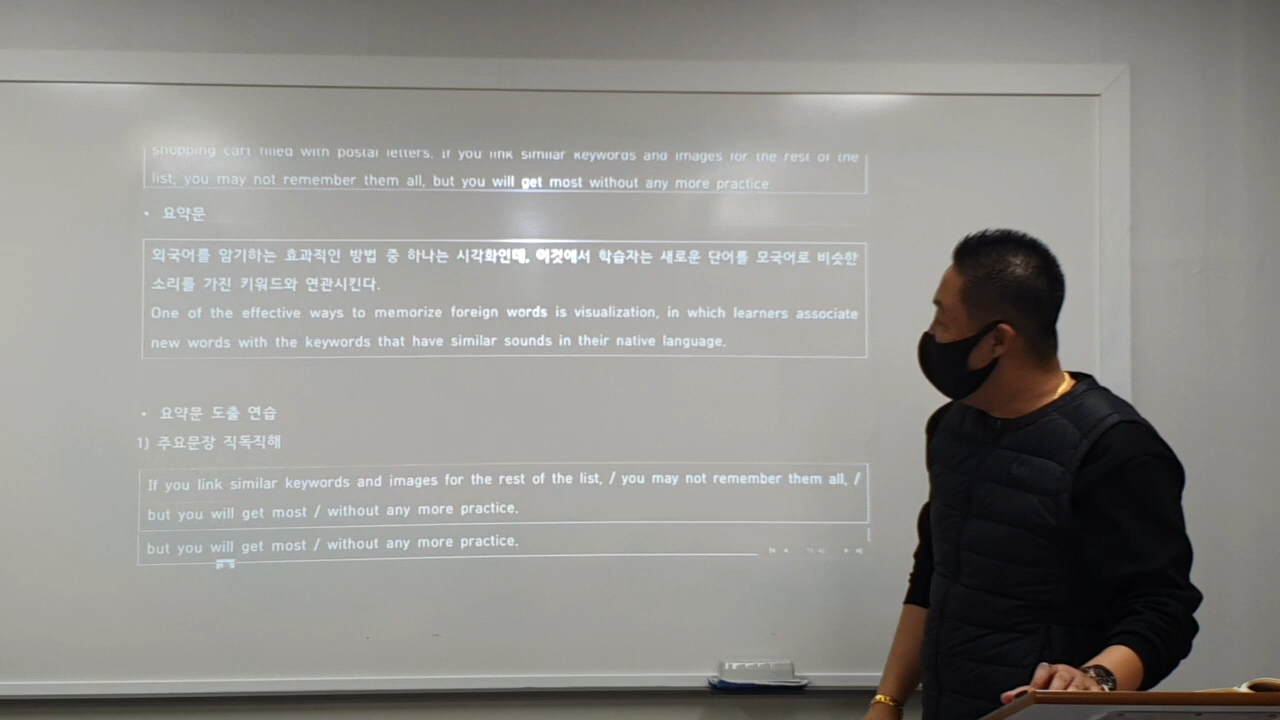 shopping cart filled with postal letters. If you link similar keywords and images for the rest of the
list, you may not remember them all, but you will get most without any more practice.
• 요약문
외국어를 암기하는 효과적인 방법 중 하나는 시각화인데, 이것에서 학습자는 새로운 단어를 모국어로 비슷한
소리를 가진 키워드와 연관시킨다.
One of the effective ways to memorize foreign words is visualization, in which learners associate
new words with the keywords that have similar sounds in their native language.
• 요약문 도출 연습
1) 주요문장 직독직해
If you link similar keywords and images for the rest of the list, / you may not remember them all, /
but you will get most / without any more practice.
but you will get most / without any more practice.